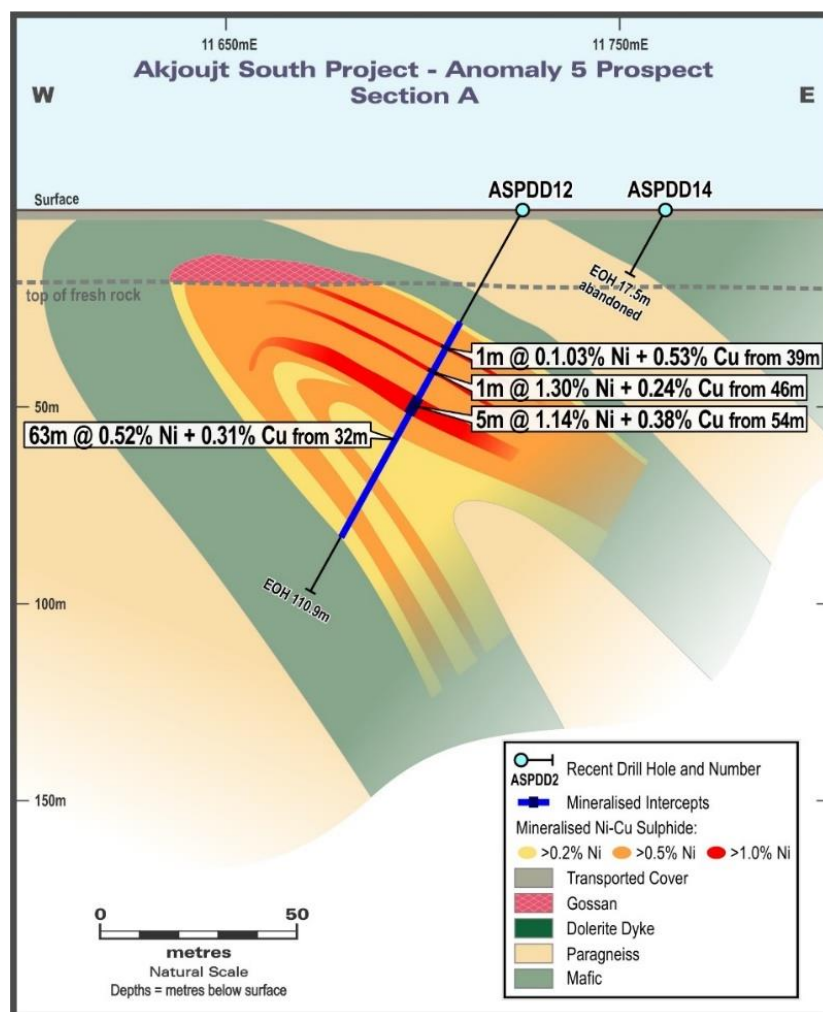 11 650mE
11 750mE
Akjoujt South Project - Anomaly 5 Prospect
Section A
W
E
ASPDD12
ASPDD14
Surface
EOH 17.5m
abandoned
top of fresh rock
1m @ 0.1.03% Ni + 0.53% Cu from 39m
1m @ 1.30% Ni + 0.24% Cu from 46m
50m
5m @ 1.14% Ni + 0.38% Cu from 54m
63m @ 0.52% Ni + 0.31% Cu from 32m
EOH 110.9m
100m
150m
ASPDD2
Recent Drill Hole and Number
Mineralised Intercepts
Mineralised Ni-Cu Sulphide:
>0.2% Ni >0.5% Ni >1.0% Ni
Transported Cover
Gossan
Dolerite Dyke
Paragneiss
Mafic
0 50
metres
Natural Scale
Depths = metres below surface